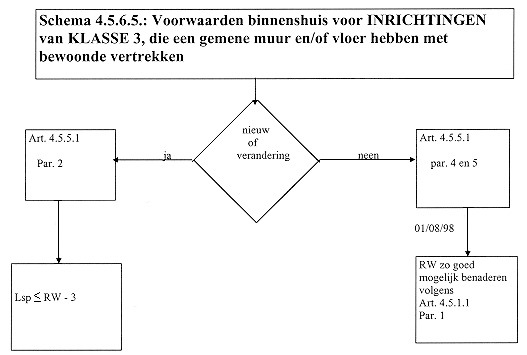 Schema 4.5.6.5.: Voorwaarden binnenshuis voor INRICHTINGEN
van KLASSE 3, die een gemene muur en/of vloer hebben met
bewoonde vertrekken
nieuw
of
verandering
ja
neen
Art. 4.5.5.1
Par. 2
Art. 4.5.5.1
par. 4 en 5
01/08/98
Lsp ≤ RW - 3
RW zo goed
mogelijk benaderen
volgens
Art. 4.5.1.1
Par. 1